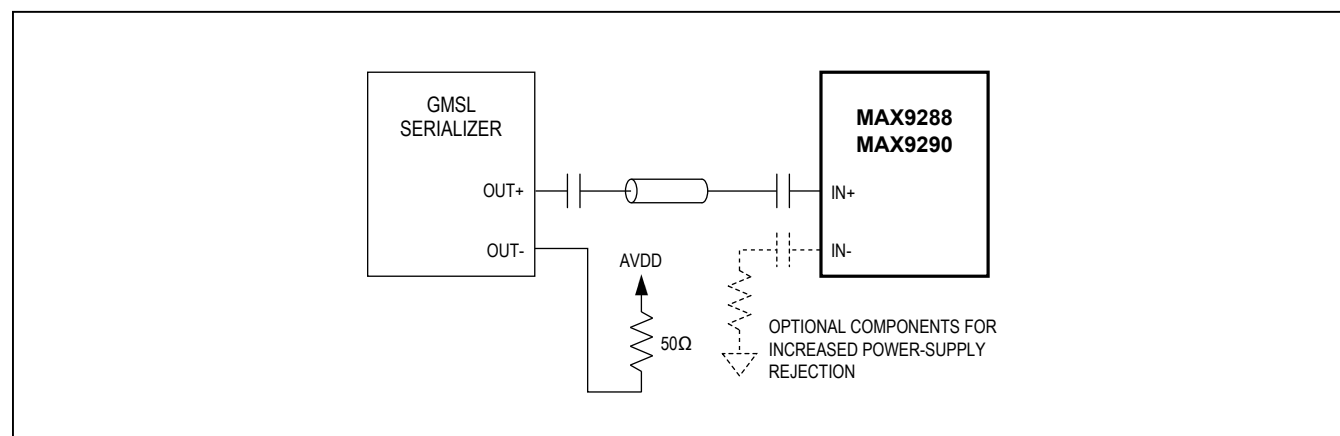 GMSL
SERIALIZER
OUT+
OUT-
AVDD
50Ω
MAX9288
MAX9290
IN+
IN-
OPTIONAL COMPONENTS FOR
INCREASED POWER-SUPPLY
REJECTION